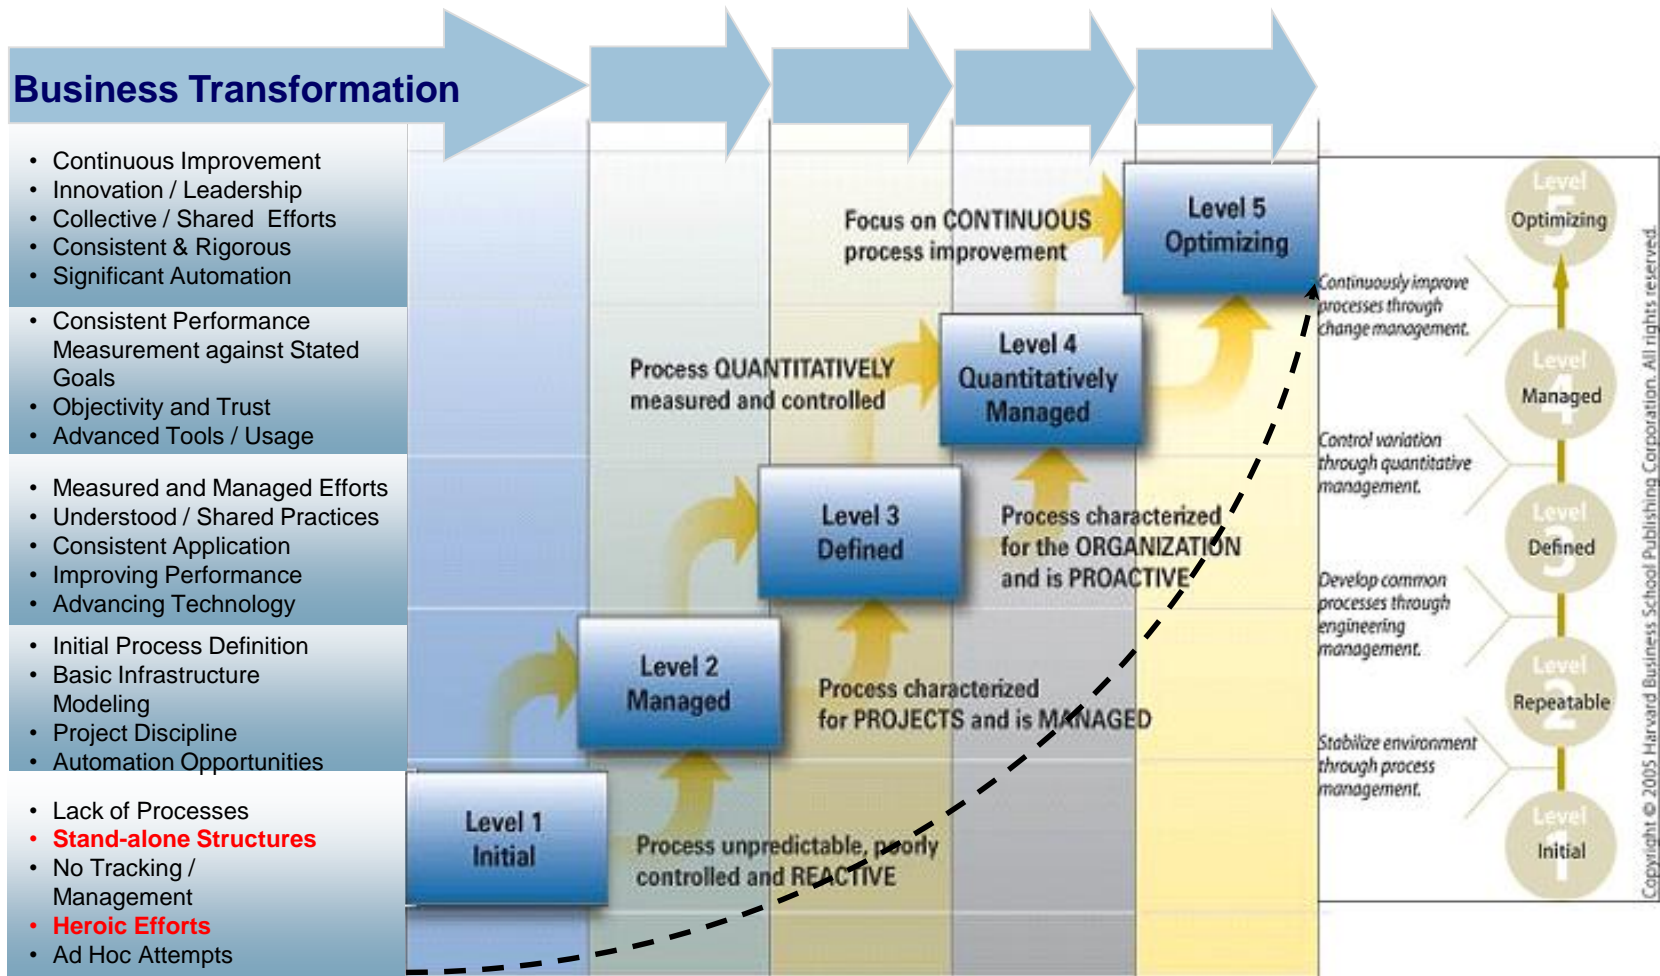 Business Transformation
• Continuous Improvement
• Innovation / Leadership
• Collective / Shared Efforts
• Consistent & Rigorous
• Significant Automation
• Consistent Performance
Measurement against Stated
Goals
• Objectivity and Trust
• Advanced Tools / Usage
• Measured and Managed Efforts
• Understood / Shared Practices
• Consistent Application
• Improving Performance
• Advancing Technology
• Initial Process Definition
• Basic Infrastructure
Modeling
• Project Discipline
• Automation Opportunities
• Lack of Processes
• Stand-alone Structures
• No Tracking /
Management
• Heroic Efforts
• Ad Hoc Attempts
Level 5
Optimizing
Focus on CONTINUOUS
process improvement
Level 4
Quantitatively
Managed
Process QUANTITATIVELY
measured and controlled
Level 3
Defined
Process characterized
for the ORGANIZATION
and is PROACTIVE
Level 2
Managed
Process characterized
for PROJECTS and is MANAGED
Level 1
Initial
Process unpredictable, poorly
controlled and REACTIVE
Level
5
Optimizing
Continuously improve
processes through
change management.
Level
4
Managed
Control variation
through quantitative
management.
Level
3
Defined
Develop common
processes through
engineering
management.
Level
2
Repeatable
Stabilize environment
through process
management.
Level
1
Initial
Copyright © 2005 Harvard Business School Publishing Corporation. All rights reserved.